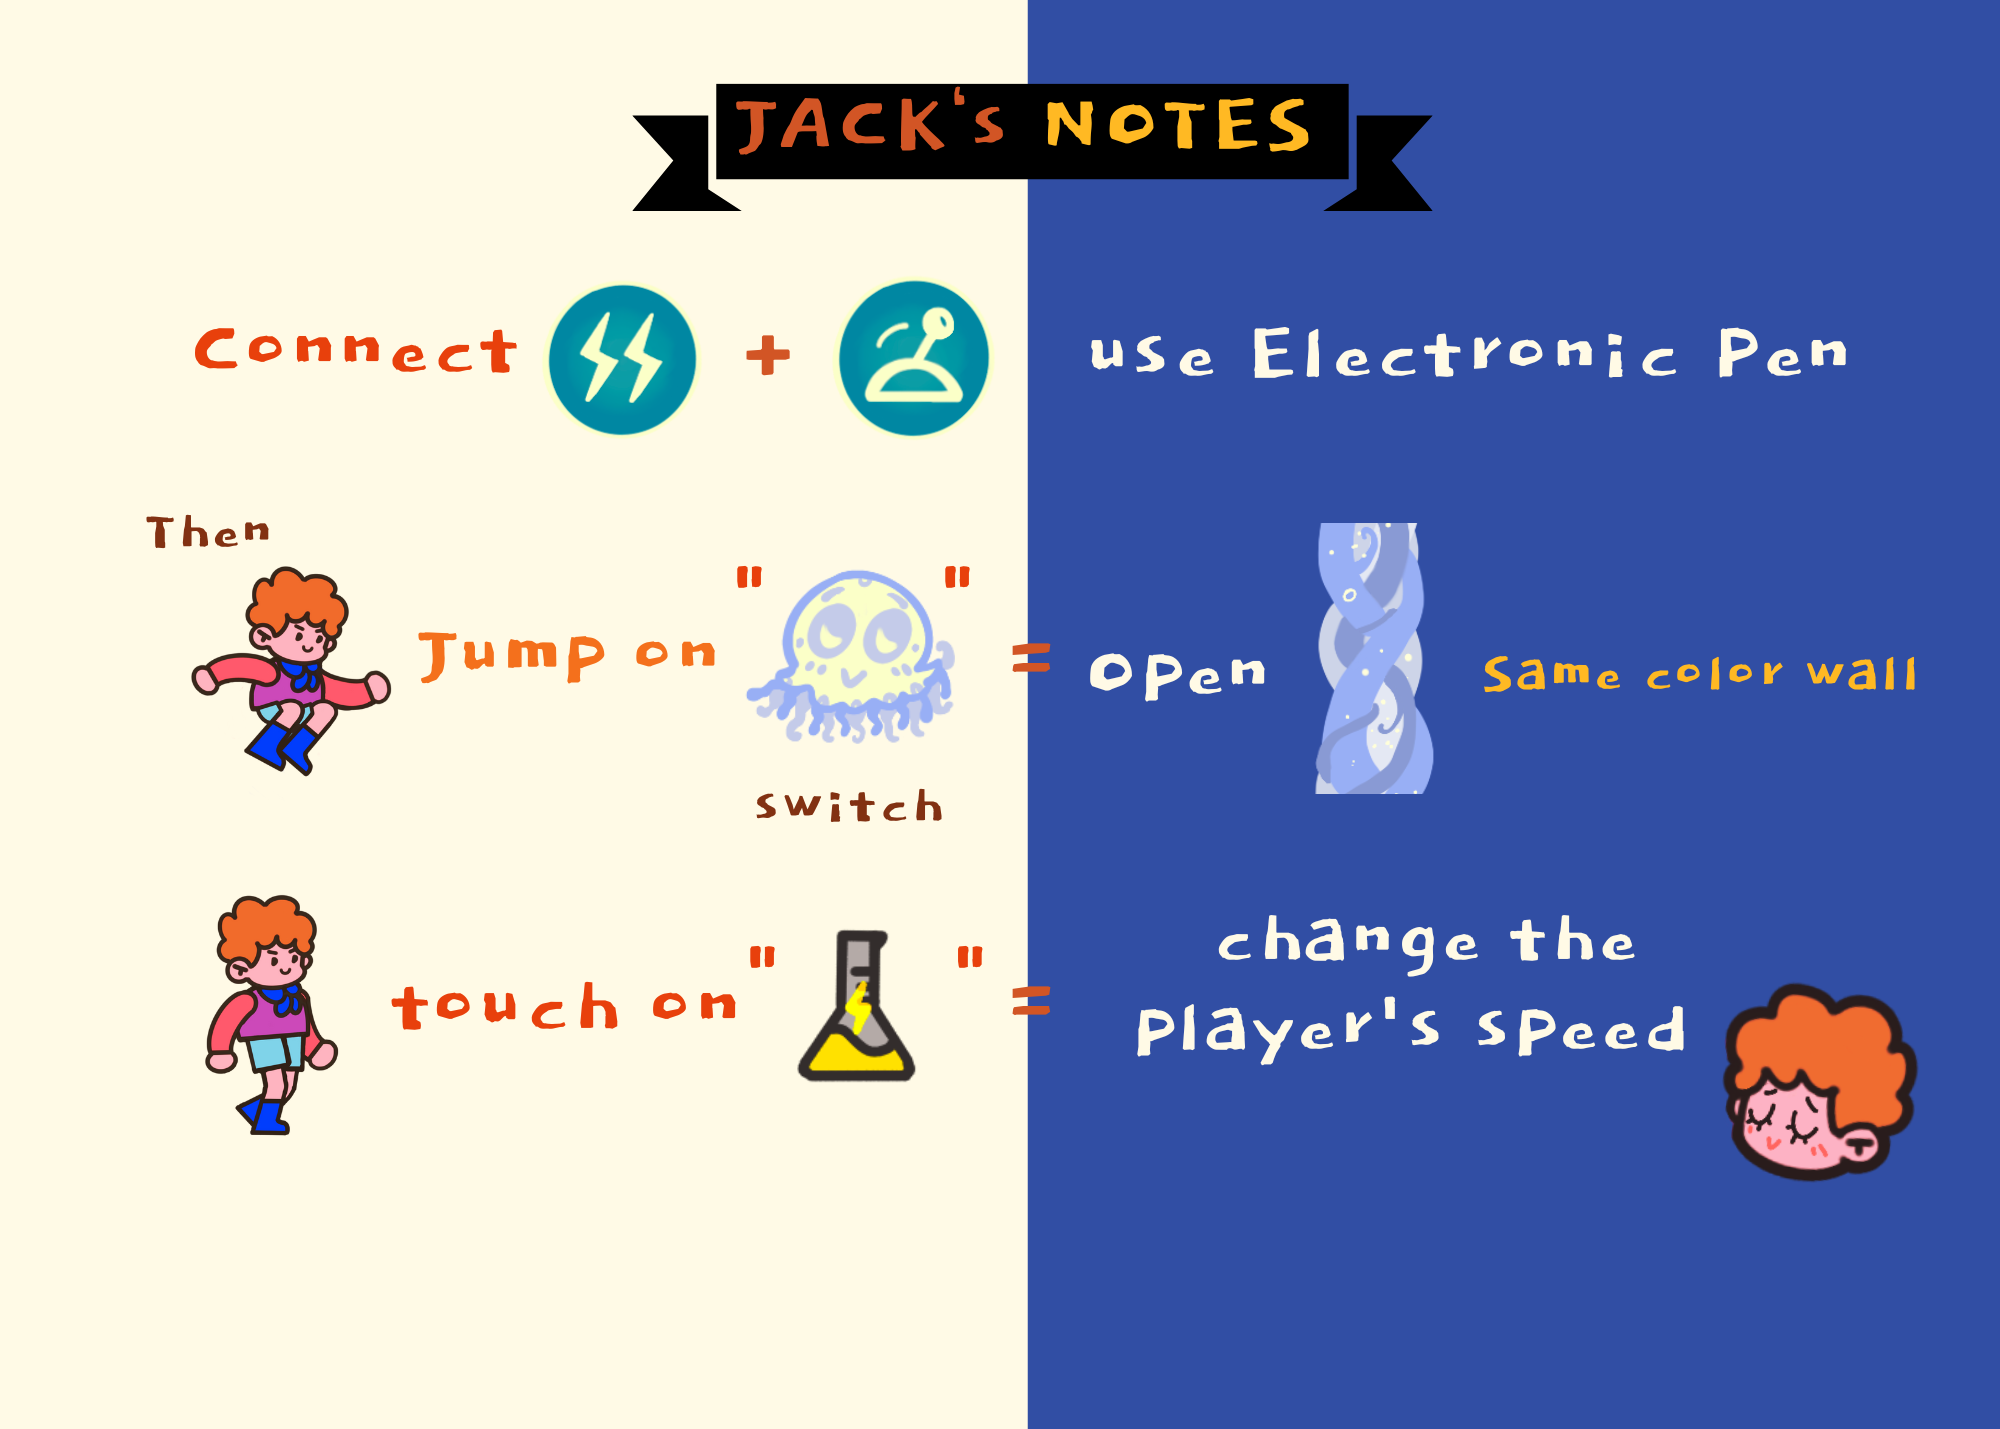 JACK's NOTES
Connect + use Electronic Pen
Then
Jump on " " = Open Same color wall
switch
touch on " " = change the
player's speed